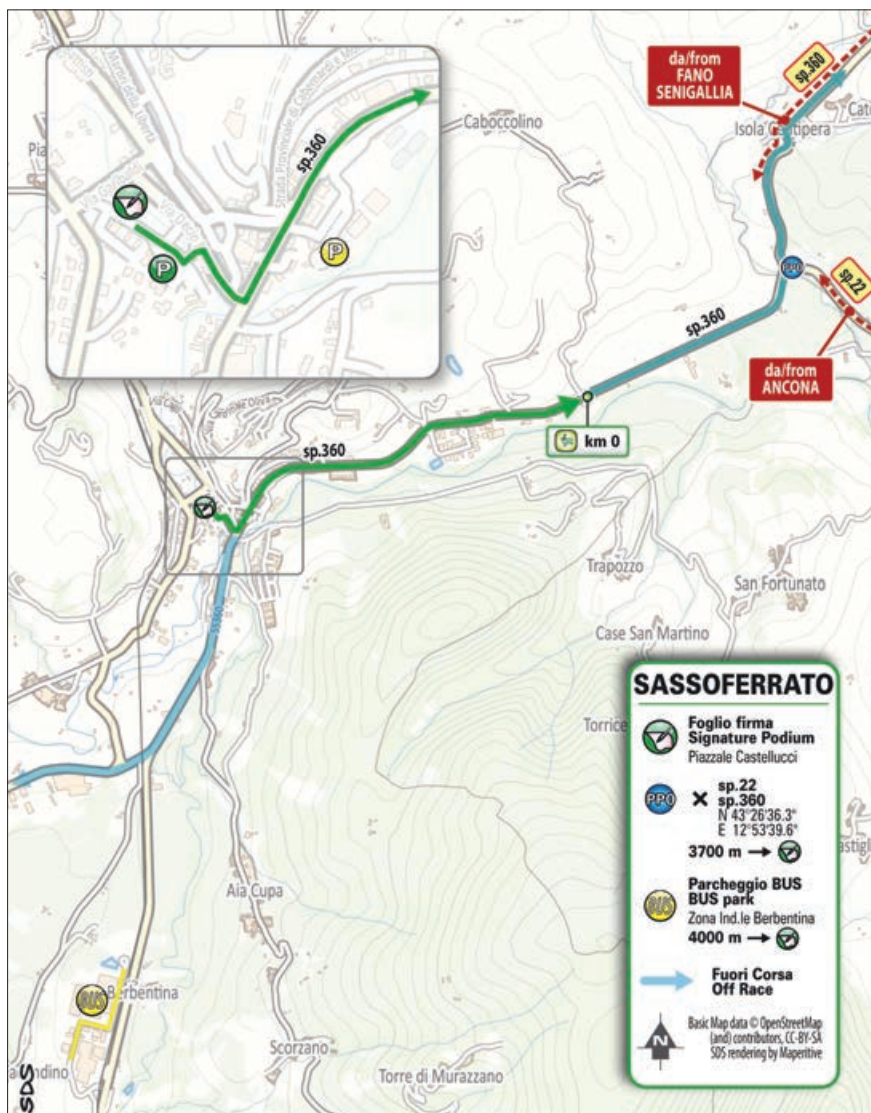 da/from
FANO
SENIGALLIA
sp.360
Isola Centipera
Caboccolino
sp.360
P
P
PPO
sp.22
sp.360
da/from
ANCONA
km 0
sp.360
SS360
Trapozzo
San Fortunato
Case San Martino
Aia Cupa
BUS
Berbentina
Scorzano
Torre di Murazzano
SDS
SASSOFERRATO
Foglio firma
Signature Podium
Piazzale Castellucci
PPO
sp.22
sp.360
N 43°26'36.3"
E 12°53'39.6"
3700 m
BUS
Parcheggio BUS
BUS park
Zona Ind.le Berbentina
4000 m
Fuori Corsa
Off Race
N
Basic Map data © OpenStreetMap
(and) contributors, CC-BY-SA
SDS rendering by Maperitive